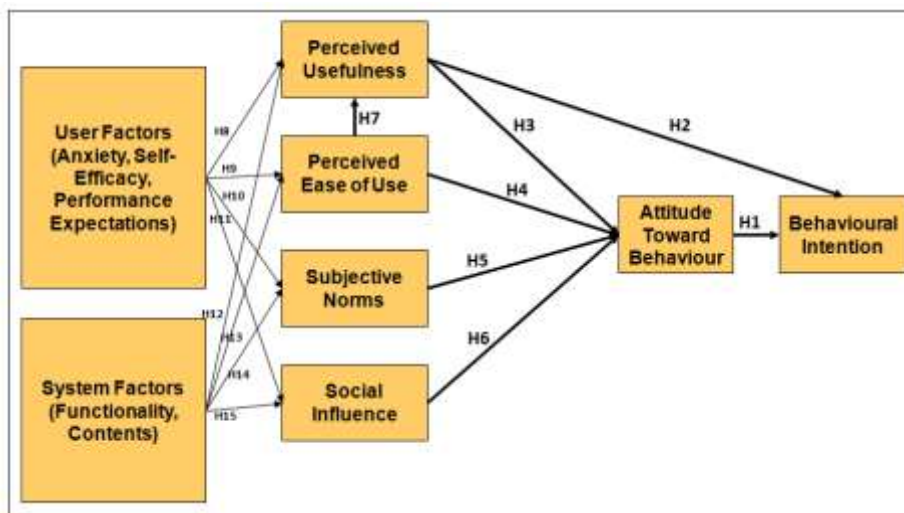 User Factors
(Anxiety, Self-
Efficacy,
Performance
Expectations)
System Factors
(Functionality,
Contents)
H8
H9
H10
H11
H12
H13
H14
H15
Perceived
Usefulness
H7
Perceived
Ease of Use
Subjective
Norms
Social
Influence
H3
H2
H4
H5
H6
Attitude
Toward
Behaviour
H1
Behavioural
Intention